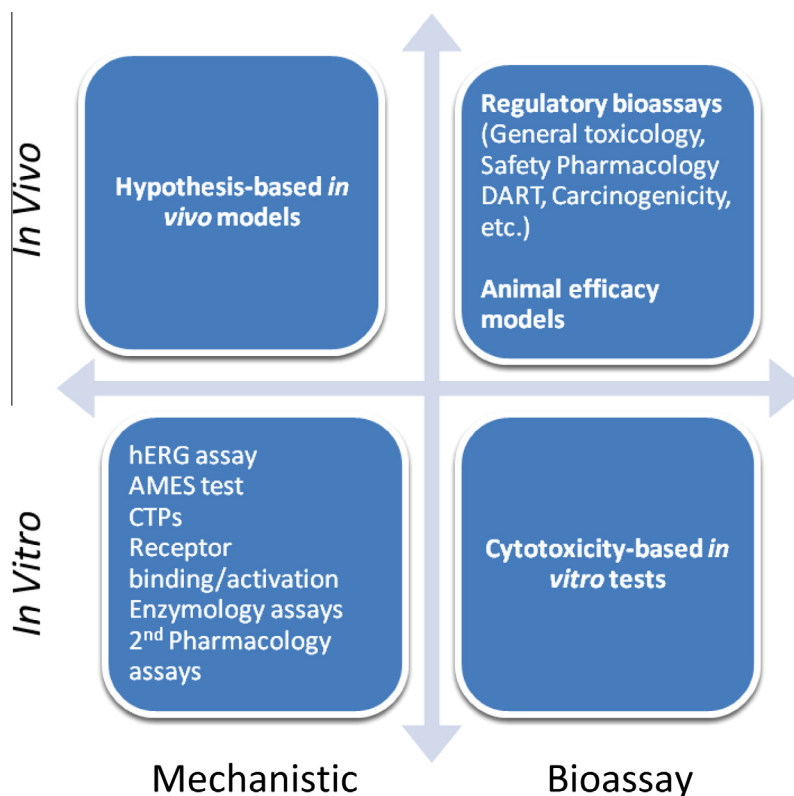 In Vivo
Hypothesis-based in
vivo models
Regulatory bioassays
(General toxicology,
Safety Pharmacology
DART, Carcinogenicity,
etc.)
Animal efficacy
models
In Vitro
hERG assay
AMES test
CTPs
Receptor
binding/activation
Enzymology assays
2nd Pharmacology
assays
Cytotoxicity-based in
vitro tests
Mechanistic
Bioassay